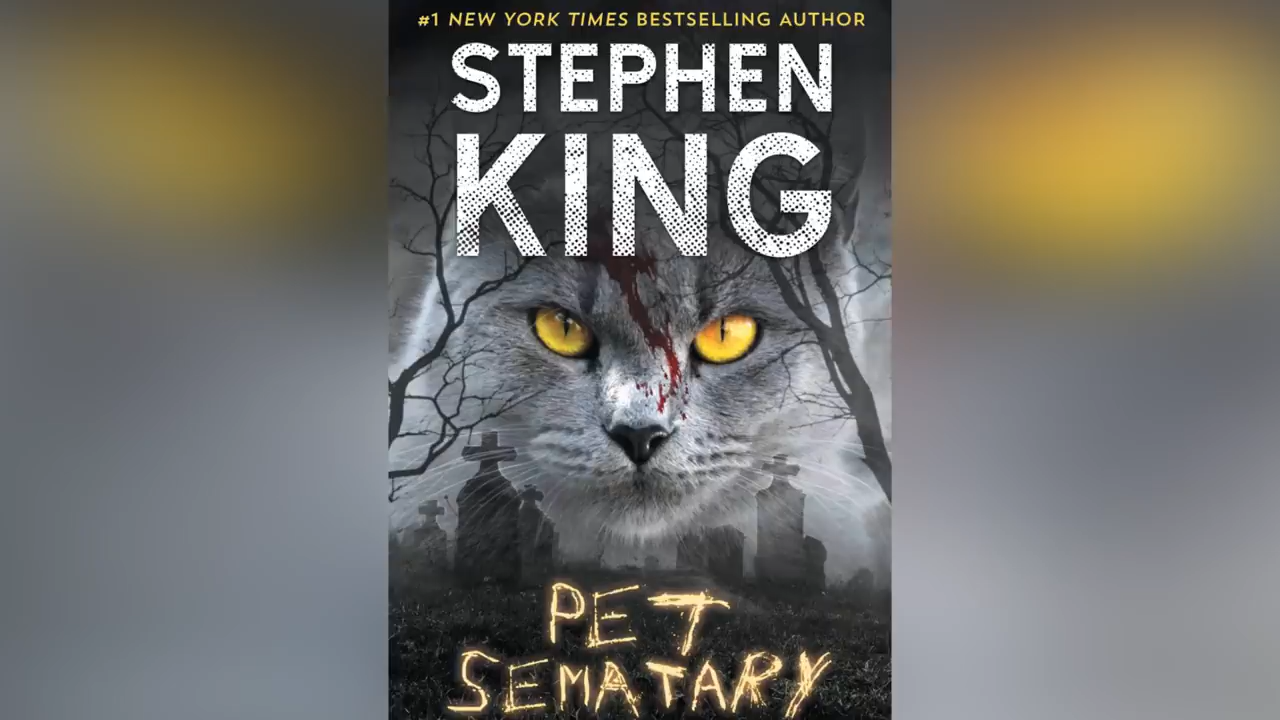 #1 NEW YORK TIMES BESTSELLING AUTHOR
STEPHEN
KING
PET
SEMATARY